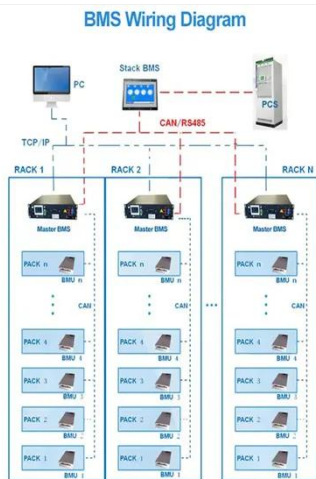 BMS Wiring Diagram
PC
Stack BMS
PCS
CAN/RS485
TCP/IP
RACK 1
RACK 2
RACK N
Master BMS
Master BMS
Master BMS
PACK n
BMU n
PACK n
BMU n
PACK n
BMU n
CAN
CAN
CAN
PACK 4
BMU 4
PACK 4
BMU 4
PACK 4
BMU 4
PACK 3
BMU 3
PACK 3
BMU 3
PACK 3
BMU 3
PACK 2
BMU 2
PACK 2
BMU 2
PACK 2
BMU 2
PACK 1
BMU 1
PACK 1
BMU 1
PACK 1
BMU 1